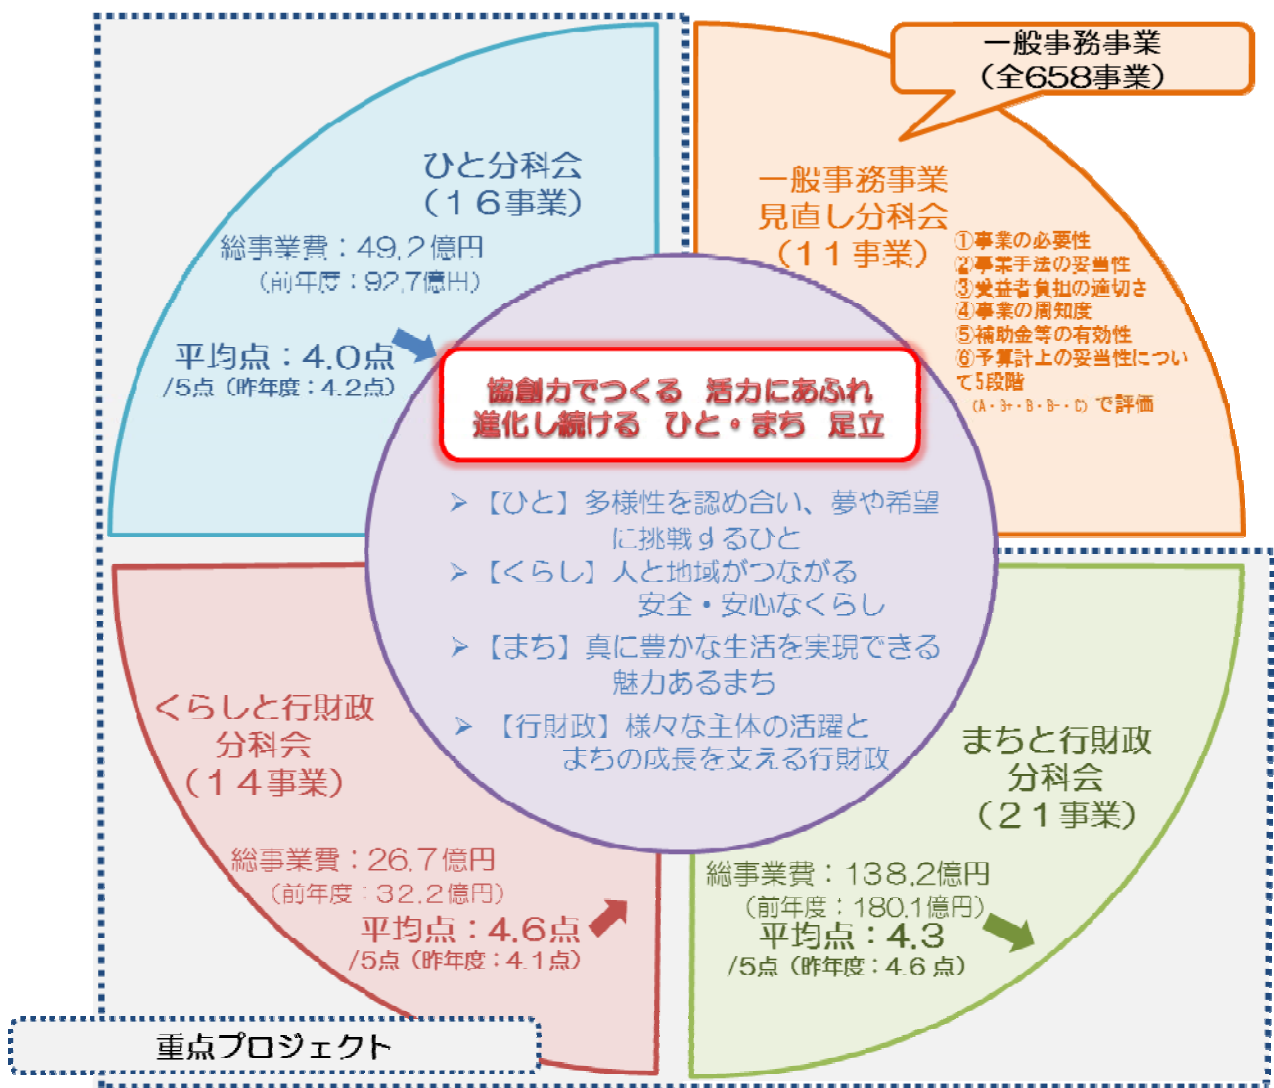 一般事務事業
（全658事業）
ひと分科会
（１６事業）
総事業費：49.2億円
（前年度：92.7億円）
平均点：4.0点
/5点（昨年度：4.2点）
一般事務事業
見直し分科会
（１１事業）
①事業の必要性
②事業手法の妥当性
③受益者負担の適切さ
④事業の周知度
⑤補助金等の有効性
⑥予算計上の妥当性につい
て5段階
（A・B+・B・B-・C）で評価
協創力でつくる 活力にあふれ
進化し続ける ひと・まち 足立
➢【ひと】多様性を認め合い、夢や希望
に挑戦するひと
➢【くらし】人と地域がつながる
安全・安心なくらし
➢【まち】真に豊かな生活を実現できる
魅力あるまち
➢【行財政】様々な主体の活躍と
まちの成長を支える行財政
くらしと行財政
分科会
（１４事業）
総事業費：26.7億円
（前年度：32.2億円）
平均点：4.6点
/5点（昨年度：4.1点）
まちと行財政
分科会
（２１事業）
総事業費：138.2億円
（前年度：180.1億円）
平均点：4.3
/5点（昨年度：4.6 点）
重点プロジェクト